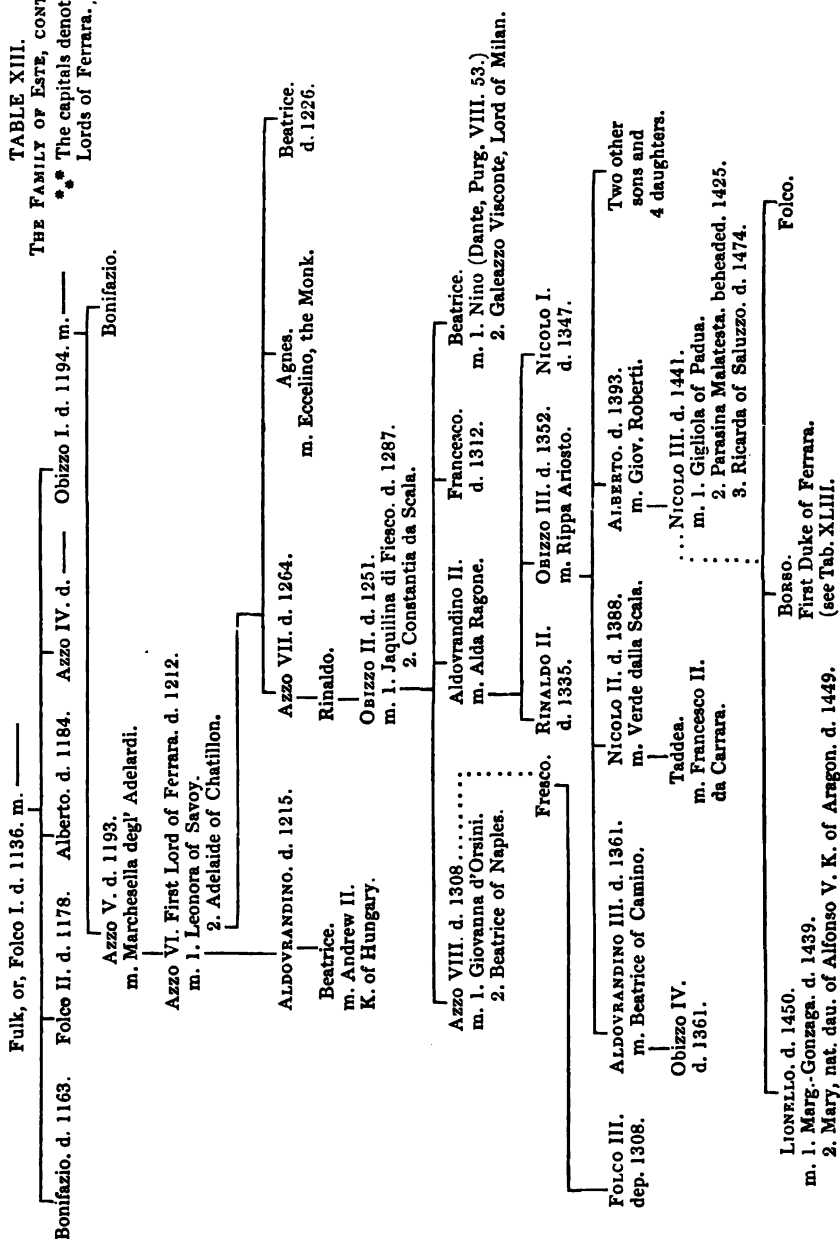 TABLE XIII.
THE FAMILY OF ESTE, CONT
*** The capitals denot
Lords of Ferrara.
Fulk, or, Folco I. d. 1136. m. ——
Bonifazio. d. 1163. Folco II. d. 1178. Alberto. d. 1184. Azzo IV. d. —— Obizzo I. d. 1194. m. ——
Azzo V. d. 1193.
m. Marchesella degl' Adelardi.
Bonifazio.
Azzo VI. First Lord of Ferrara. d. 1212.
m. 1. Leonora of Savoy.
2. Adelaide of Chatillon.
ALDOVRANDINO. d. 1215.
Azzo VII. d. 1264.
Agnes.
m. Eccelino, the Monk.
Beatrice.
d. 1226.
Beatrice.
m. Andrew II.
K. of Hungary.
Rinaldo.
OBIZZO II. d. 1251.
m. 1. Jaquilina di Fiesco. d. 1287.
2. Constantia da Scala.
Azzo VIII. d. 1308........
m. 1. Giovanna d'Orsini.
2. Beatrice of Naples.
Aldovrandino II.
m. Alda Ragone.
Francesco.
d. 1312.
Beatrice.
m. 1. Nino (Dante, Purg. VIII. 53.)
2. Galeazzo Visconte, Lord of Milan.
Fresco.
RINALDO II.
d. 1335.
OBIZZO III. d. 1352.
m. Rippa Ariosto.
NICOLO I.
d. 1347.
FOLCO III.
dep. 1308.
ALDOVRANDINO III. d. 1361.
m. Beatrice of Camino.
NICOLO II. d. 1388.
m. Verde dalla Scala.
ALBERTO. d. 1393.
m. Giov. Roberti.
Two other
sons and
4 daughters.
Obizzo IV.
d. 1361.
Taddea.
m. Francesco II.
da Carrara.
...NICOLO III. d. 1441.
m. 1. Gigliola of Padua.
2. Parasina Malatesta. beheaded. 1425.
3. Ricarda of Saluzzo. d. 1474.
LIONELLO. d. 1450.
m. 1. Marg.-Gonzaga. d. 1439.
2. Mary, nat. dau. of Alfonso V. K. of Aragon. d. 1449.
BORSO.
First Duke of Ferrara
(see Tab. XLIII.
Folco.